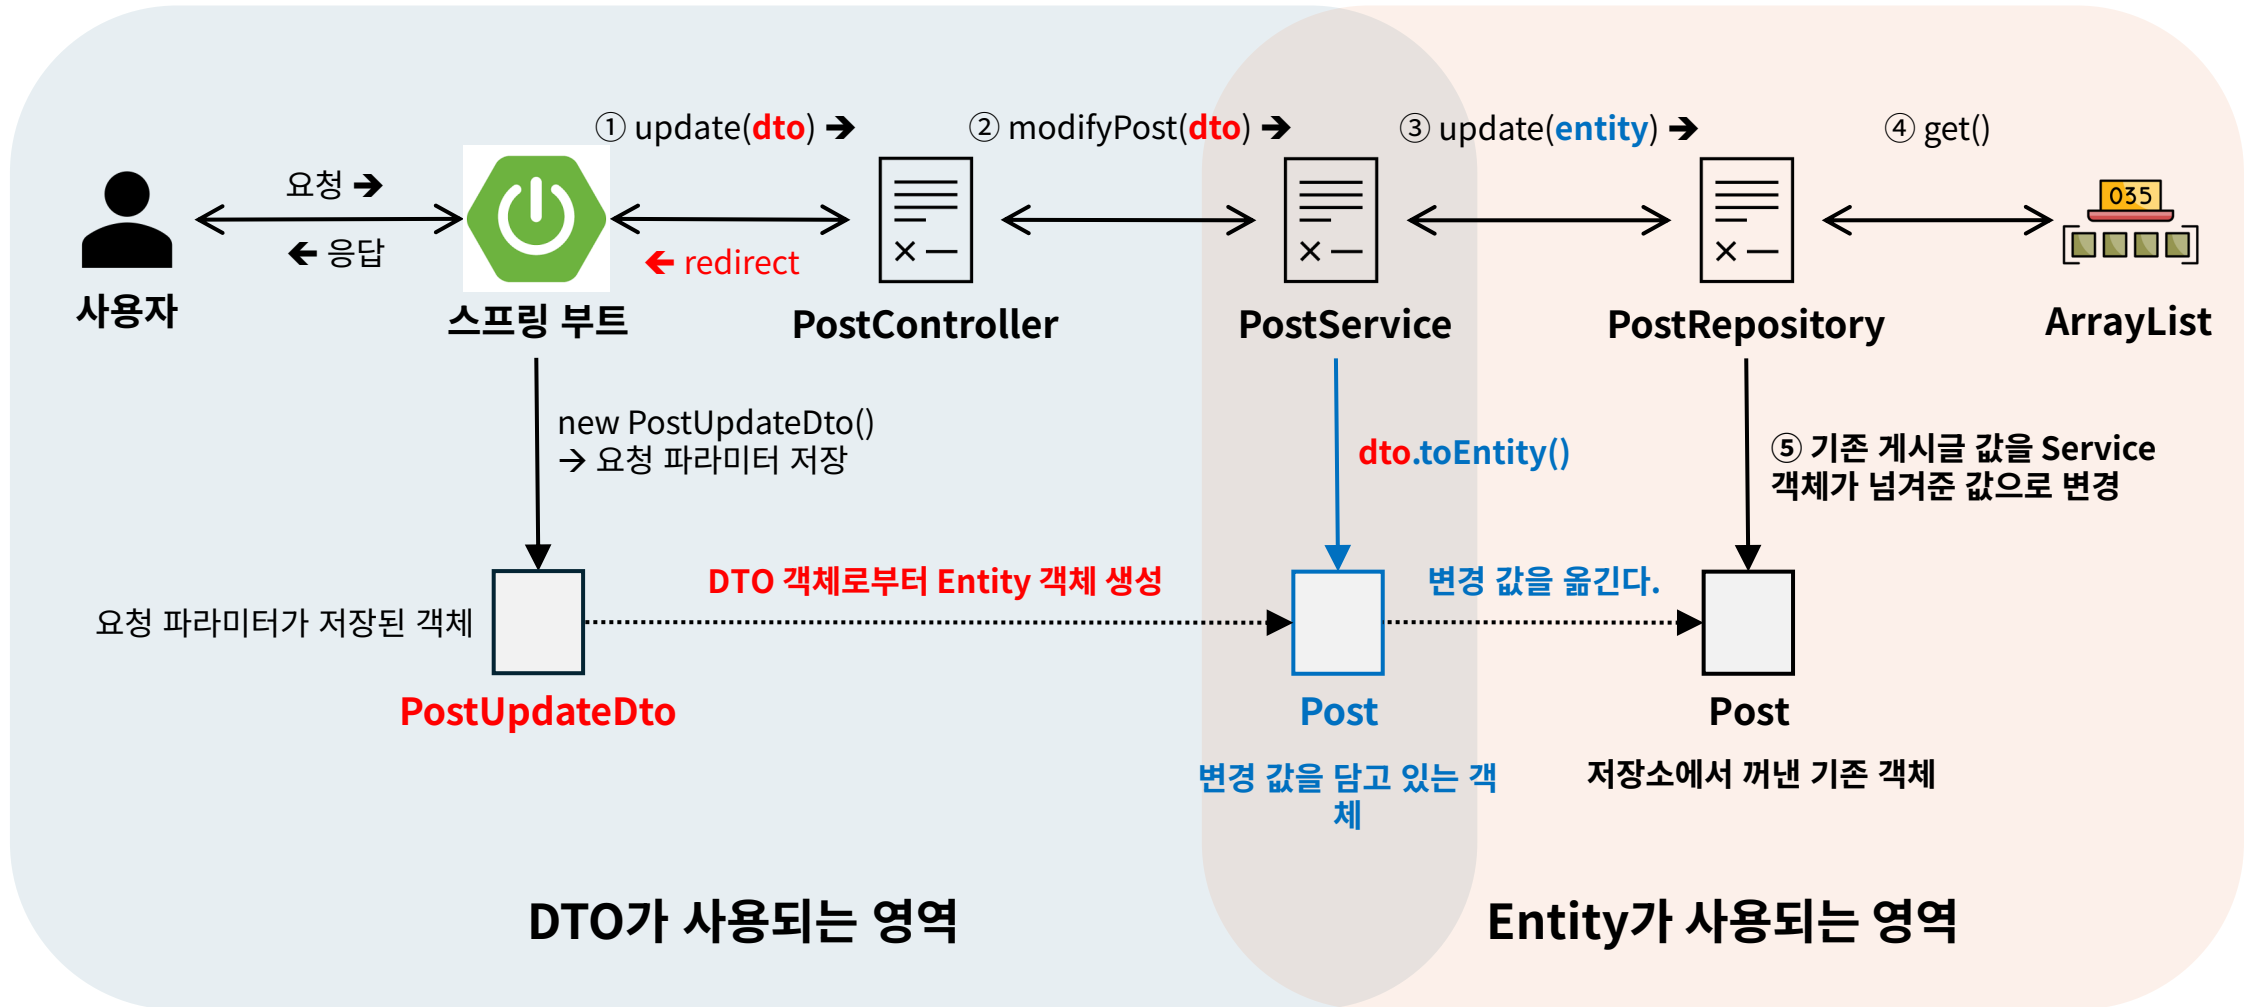 ① update(dto) ➔
② modifyPost(dto) ➔
③ update(entity) ➔
④ get()
요청 ➔
← 응답
← redirect
035
사용자
스프링 부트
PostController
PostService
PostRepository
ArrayList
new PostUpdateDto()
→ 요청 파라미터 저장
dto.toEntity()
⑤ 기존 게시글 값을 Service
객체가 넘겨준 값으로 변경
DTO 객체로부터 Entity 객체 생성
변경 값을 옮긴다.
요청 파라미터가 저장된 객체
PostUpdateDto
Post
Post
변경 값을 담고 있는 객
체
저장소에서 꺼낸 기존 객체
DTO가 사용되는 영역
Entity가 사용되는 영역